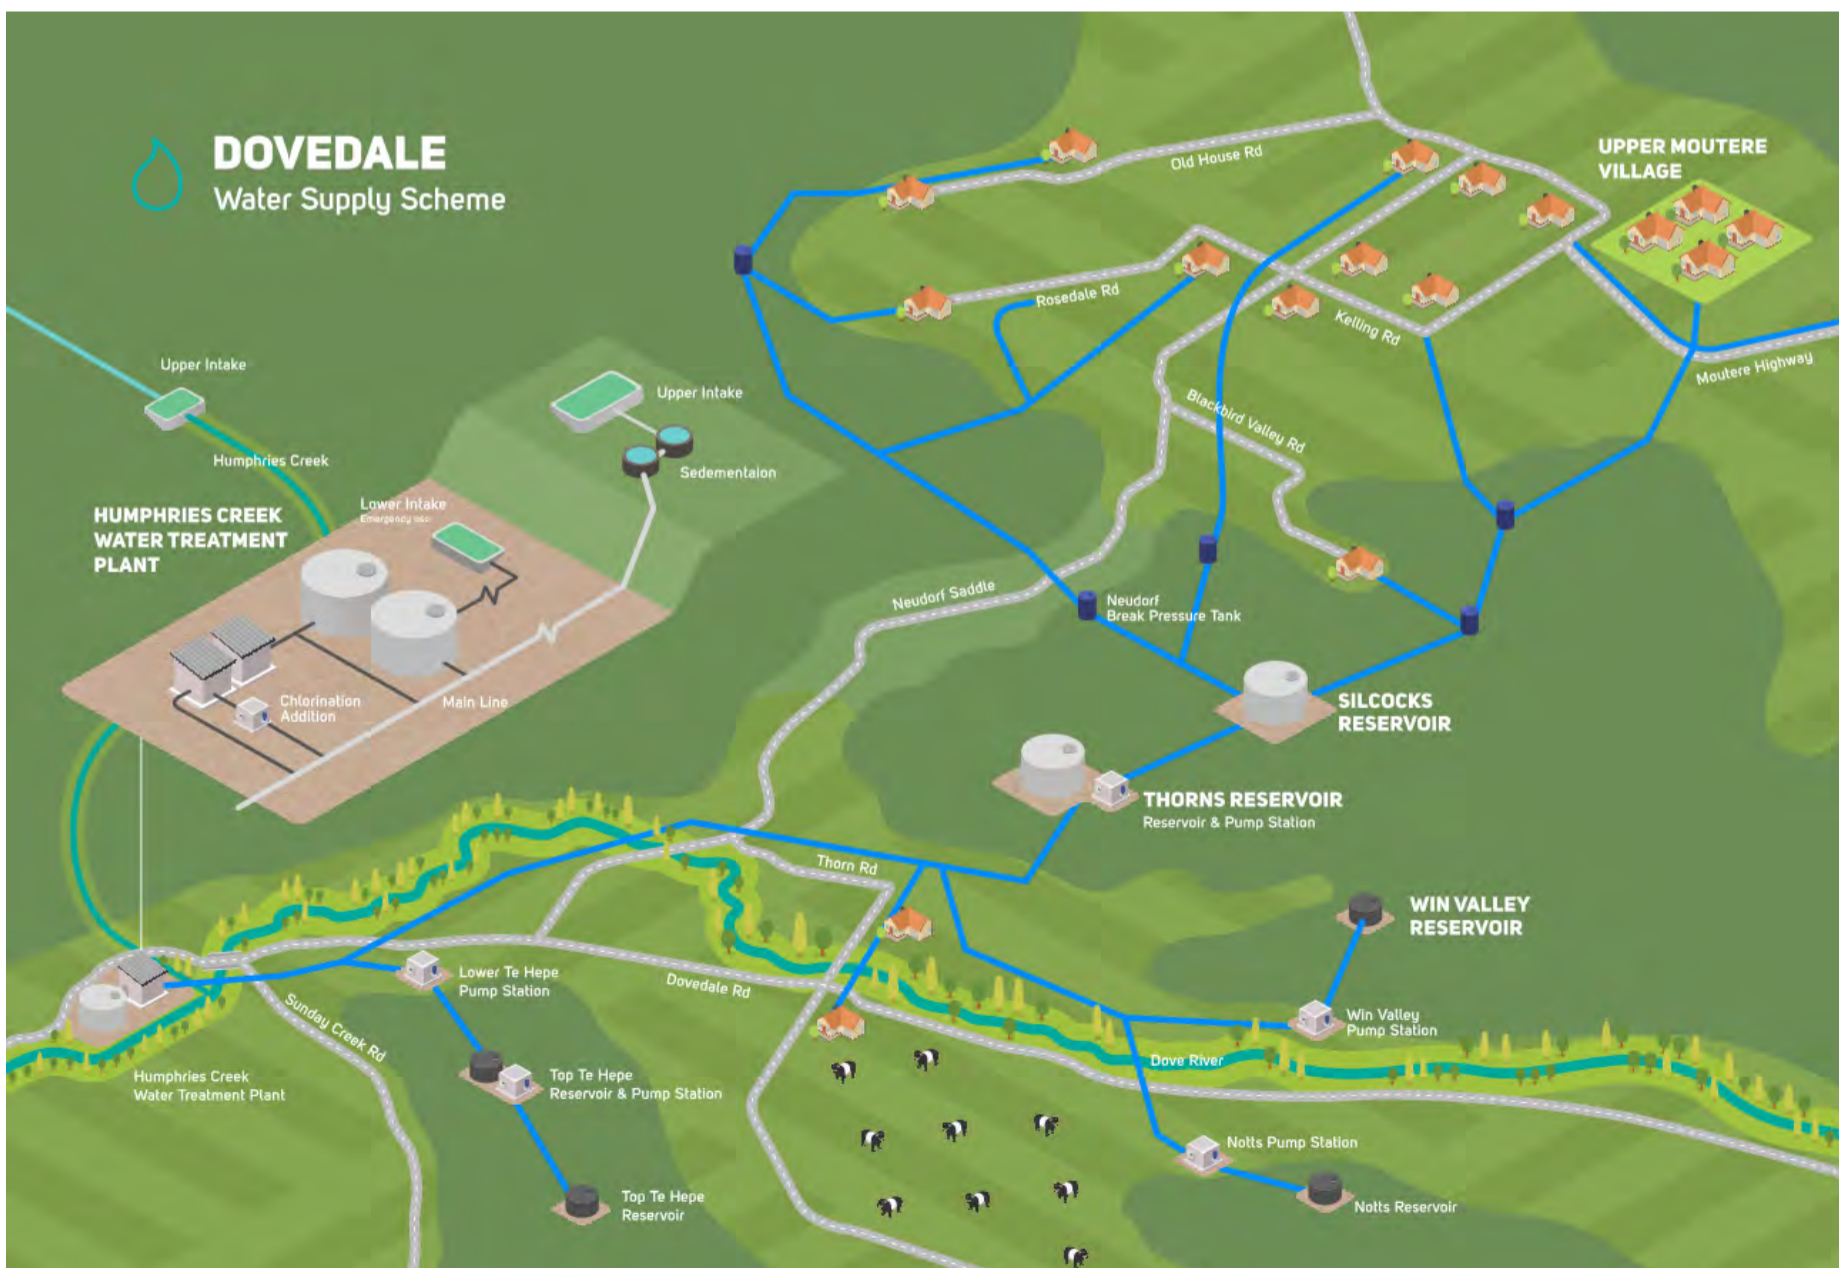 DOVEDALE
Water Supply Scheme
UPPER MOUTERE
VILLAGE
Old House Rd
Rosedale Rd
Kelling Rd
Moutere Highway
Blackbird Valley Rd
Upper Intake
Humphries Creek
Upper Intake
Sedementaion
Lower Intake
Emergency use
HUMPHRIES CREEK
WATER TREATMENT
PLANT
Chlorination
Addition
Main Line
Neudorf Saddle
Neudorf
Break Pressure Tank
SILCOCKS
RESERVOIR
THORNS RESERVOIR
Reservoir & Pump Station
Thorn Rd
WIN VALLEY
RESERVOIR
Lower Te Hepe
Pump Station
Dovedale Rd
Sunday Creek Rd
Win Valley
Pump Station
Dove River
Humphries Creek
Water Treatment Plant
Top Te Hepe
Reservoir & Pump Station
Notts Pump Station
Top Te Hepe
Reservoir
Notts Reservoir